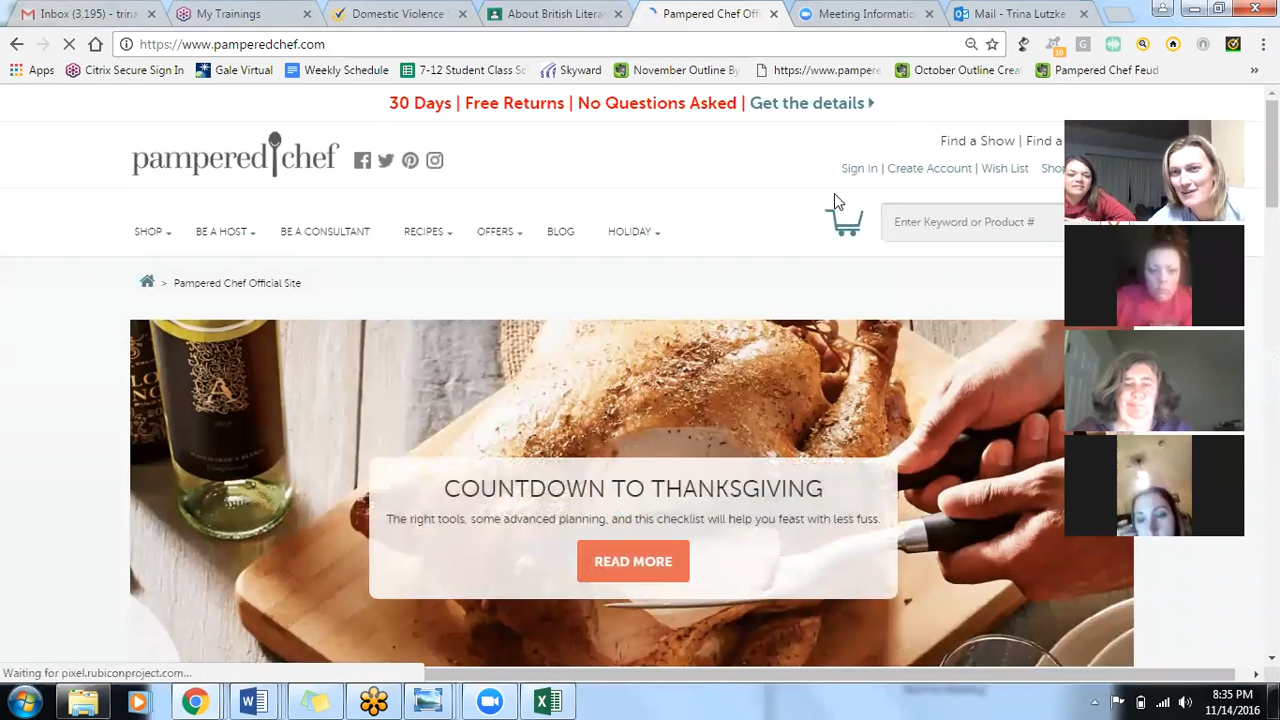 Inbox (3,195) - trina
My Trainings
Domestic Violence
About British Litera
Pampered Chef Off
Meeting Informatio
Mail - Trina Lutzke
https://www.pamperedchef.com
10
Apps
Citrix Secure Sign In
Gale Virtual
Weekly Schedule
7-12 Student Class Sc
Skyward
November Outline By
https://www.pampere
October Outline Crea
Pampered Chef Feud
»
30 Days | Free Returns | No Questions Asked | Get the details
pampered chef
Find a Show | Find a
Sign In | Create Account | Wish List Shop
Enter Keyword or Product #
SHOP
BE A HOST
BE A CONSULTANT
RECIPES
OFFERS
BLOG
HOLIDAY
> Pampered Chef Official Site
A
COUNTDOWN TO THANKSGIVING
The right tools, some advanced planning, and this checklist will help you feast with less fuss.
READ MORE
Waiting for pixel.rubiconproject.com...
8:35 PM
11/14/2016